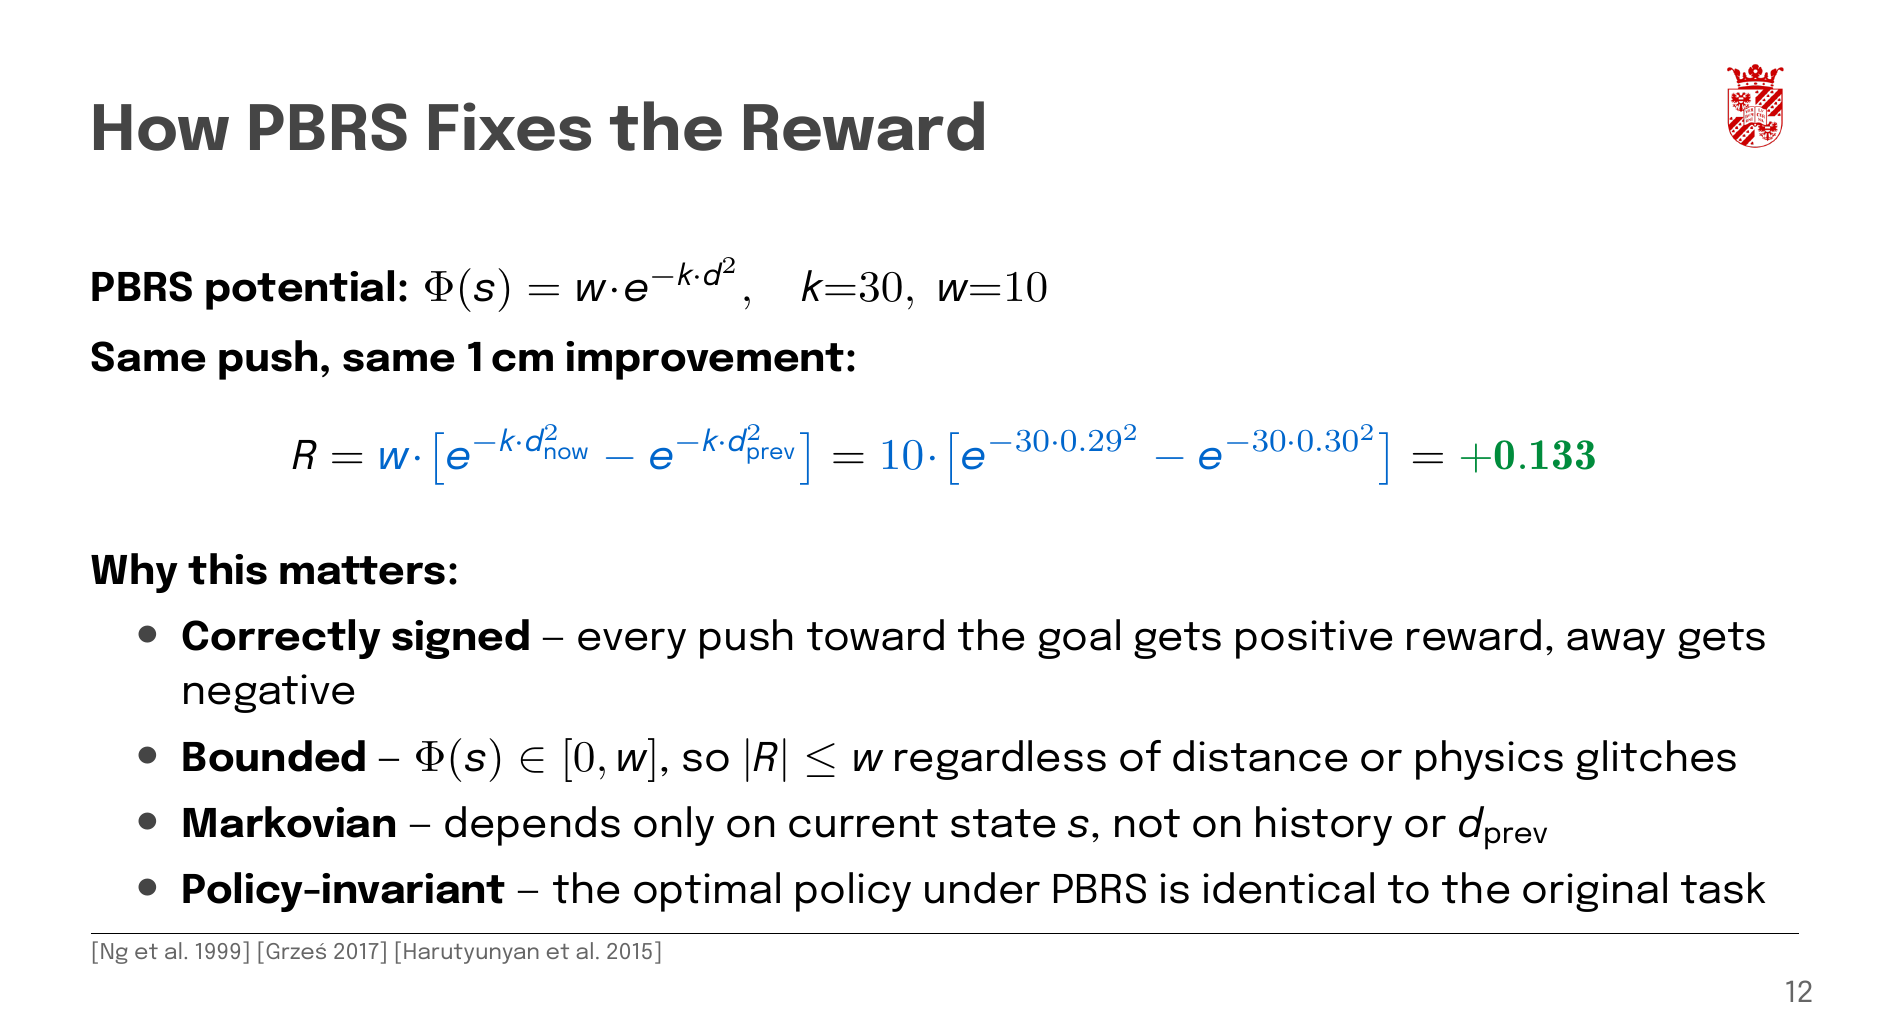 How PBRS Fixes the Reward
PBRS potential: Φ(s) = w·e^{−k·d²}, k=30, w=10
Same push, same 1 cm improvement:
R = w·[e^{−k·d²_now} − e^{−k·d²_prev}] = 10·[e^{−30·0.29²} − e^{−30·0.30²}] = +0.133
Why this matters:
• Correctly signed – every push toward the goal gets positive reward, away gets
negative
• Bounded – Φ(s) ∈ [0, w], so |R| ≤ w regardless of distance or physics glitches
• Markovian – depends only on current state s, not on history or d_prev
• Policy-invariant – the optimal policy under PBRS is identical to the original task
[Ng et al. 1999] [Grześ 2017] [Harutyunyan et al. 2015]
12